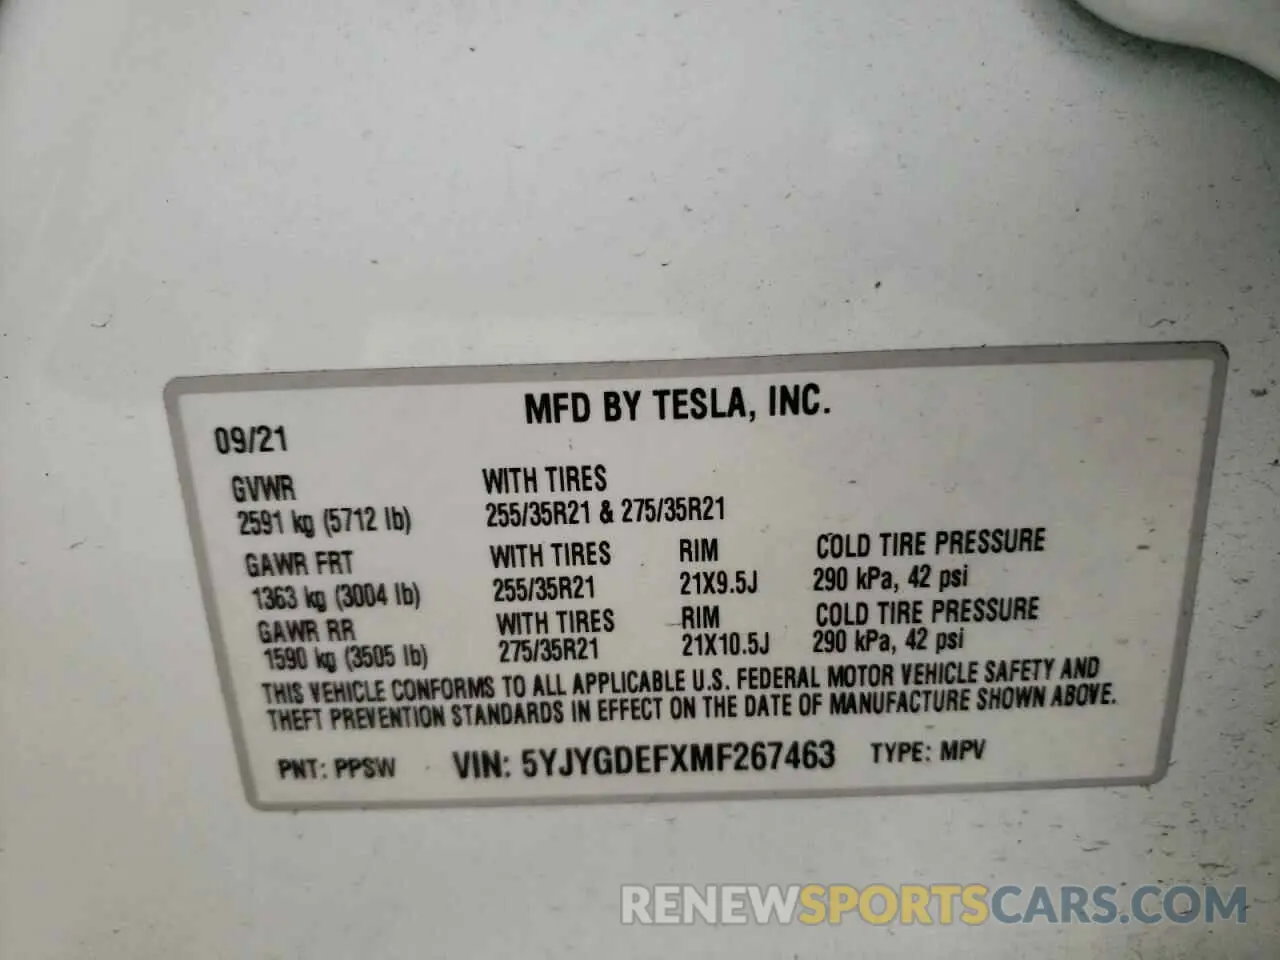 MFD BY TESLA, INC.
09/21
GVWR WITH TIRES
2591 kg (5712 lb) 255/35R21 & 275/35R21
GAWR FRT WITH TIRES RIM COLD TIRE PRESSURE
1363 kg (3004 lb) 255/35R21 21X9.5J 290 kPa, 42 psi
GAWR RR WITH TIRES RIM COLD TIRE PRESSURE
1590 kg (3505 lb) 275/35R21 21X10.5J 290 kPa, 42 psi
THIS VEHICLE CONFORMS TO ALL APPLICABLE U.S. FEDERAL MOTOR VEHICLE SAFETY AND
THEFT PREVENTION STANDARDS IN EFFECT ON THE DATE OF MANUFACTURE SHOWN ABOVE.
PNT: PPSW VIN: 5YJYGDEFXMF267463 TYPE: MPV
RENEWSPORTSCARS.COM